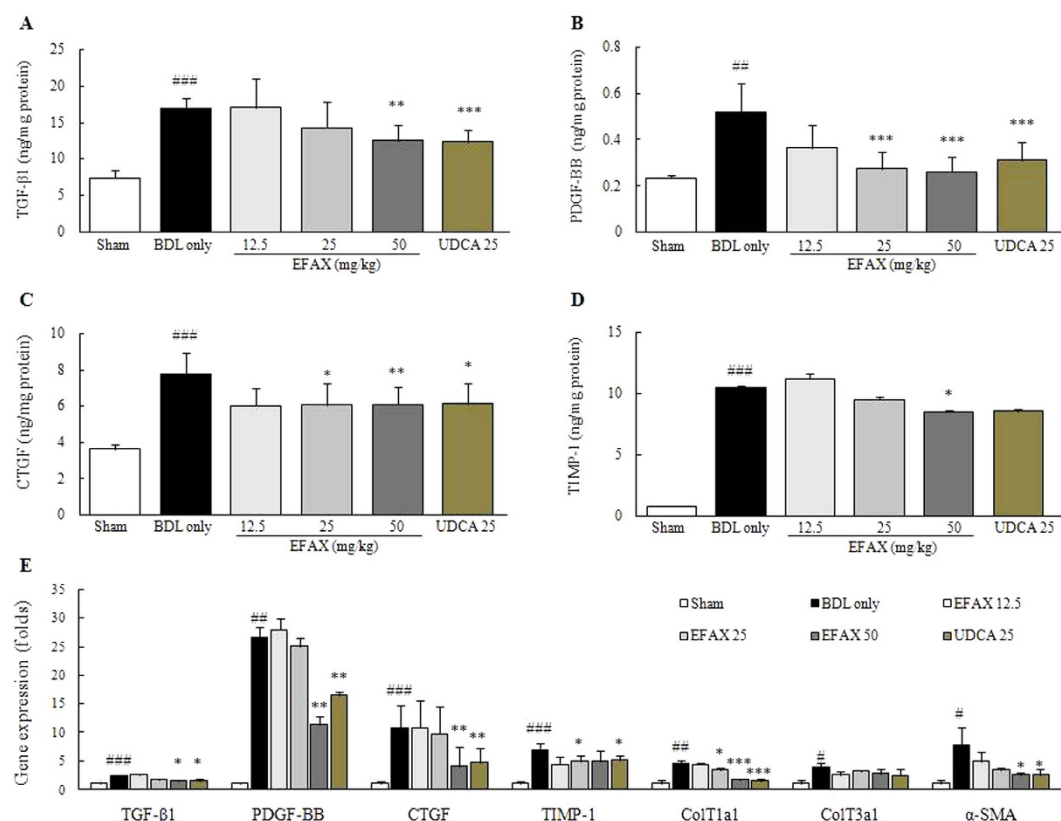 A
TGF-β1 (ng/mg protein)
25
20
15
10
5
0
###
**
***
Sham
BDL only
12.5
25
50
UDCA 25
EFAX (mg/kg)
B
PDGF-BB (ng/mg protein)
0.8
0.6
0.4
0.2
0
##
***
***
***
Sham
BDL only
12.5
25
50
UDCA 25
EFAX (mg/kg)
C
CTGF (ng/mg protein)
10
8
6
4
2
0
###
*
**
*
Sham
BDL only
12.5
25
50
UDCA 25
EFAX (mg/kg)
D
TIMP-1 (ng/mg protein)
15
10
5
0
###
*
Sham
BDL only
12.5
25
50
UDCA 25
EFAX (mg/kg)
E
Gene expression (folds)
35
30
25
20
15
10
5
0
Sham
BDL only
EFAX 12.5
EFAX 25
EFAX 50
UDCA 25
###
*
*
##
**
**
###
**
**
###
*
*
##
*
***
***
#
#
*
*
TGF-β1
PDGF-BB
CTGF
TIMP-1
ColT1a1
ColT3a1
α-SMA